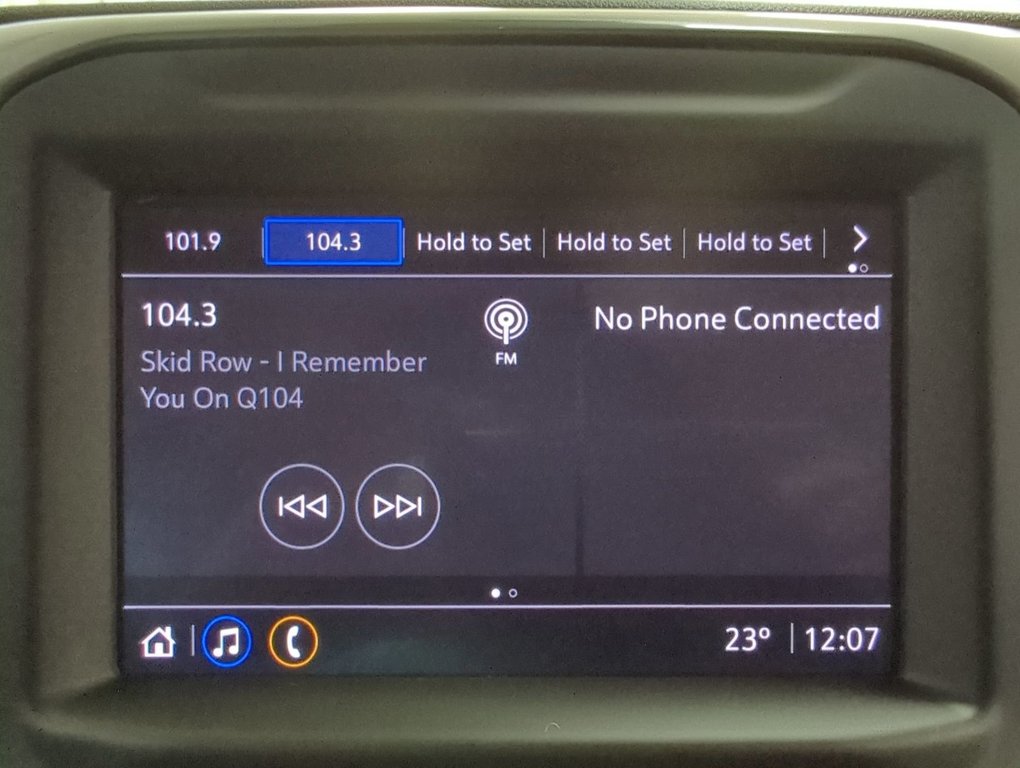 101.9 104.3 Hold to Set Hold to Set Hold to Set
104.3 FM No Phone Connected
Skid Row - I Remember
You On Q104
23° 12:07